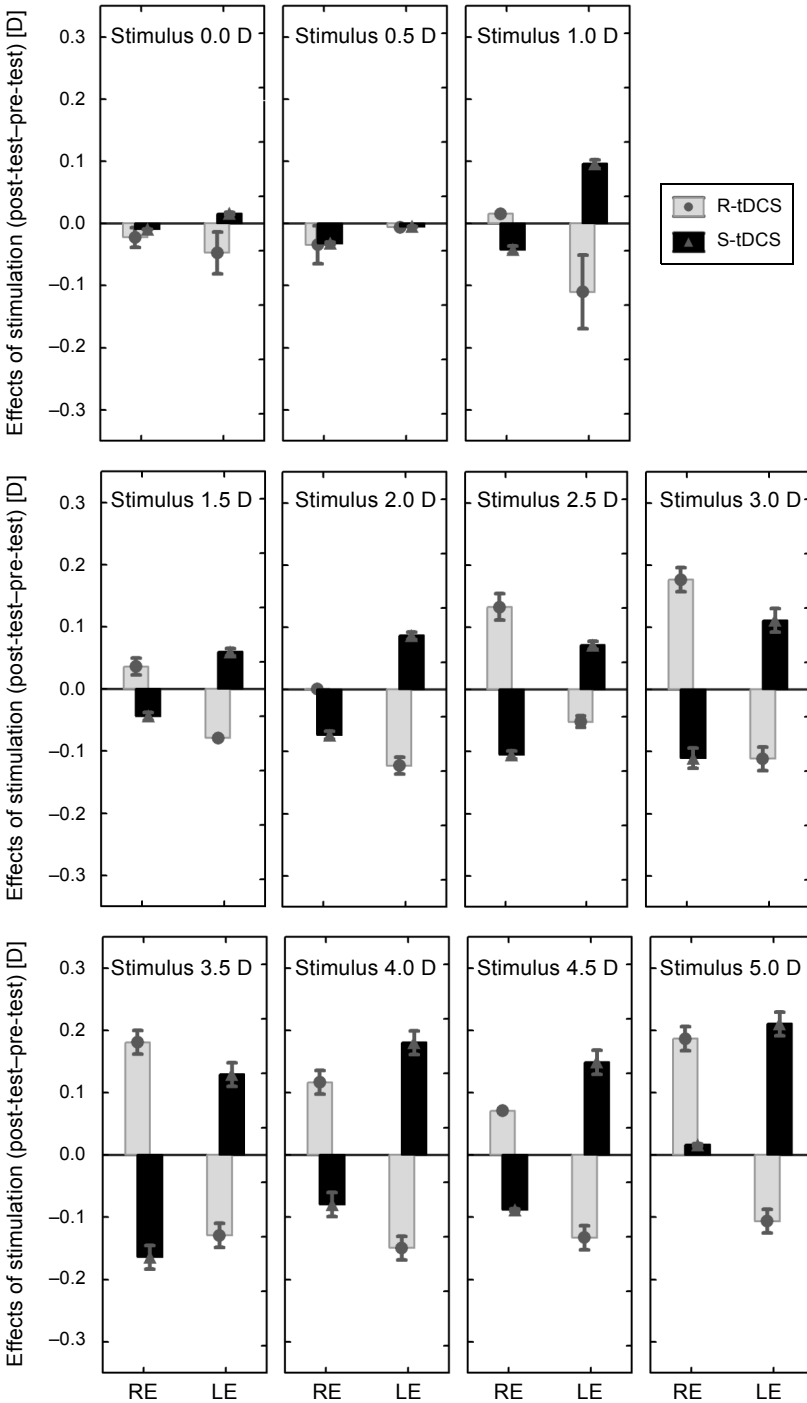 Effects of stimulation (post-test–pre-test) [D]
0.3
0.2
0.1
0.0
–0.1
–0.2
–0.3
Stimulus 0.0 D
Stimulus 0.5 D
Stimulus 1.0 D
R-tDCS
S-tDCS
Effects of stimulation (post-test–pre-test) [D]
0.3
0.2
0.1
0.0
–0.1
–0.2
–0.3
Stimulus 1.5 D
Stimulus 2.0 D
Stimulus 2.5 D
Stimulus 3.0 D
Effects of stimulation (post-test–pre-test) [D]
0.3
0.2
0.1
0.0
–0.1
–0.2
–0.3
Stimulus 3.5 D
Stimulus 4.0 D
Stimulus 4.5 D
Stimulus 5.0 D
RE LE RE LE RE LE RE LE